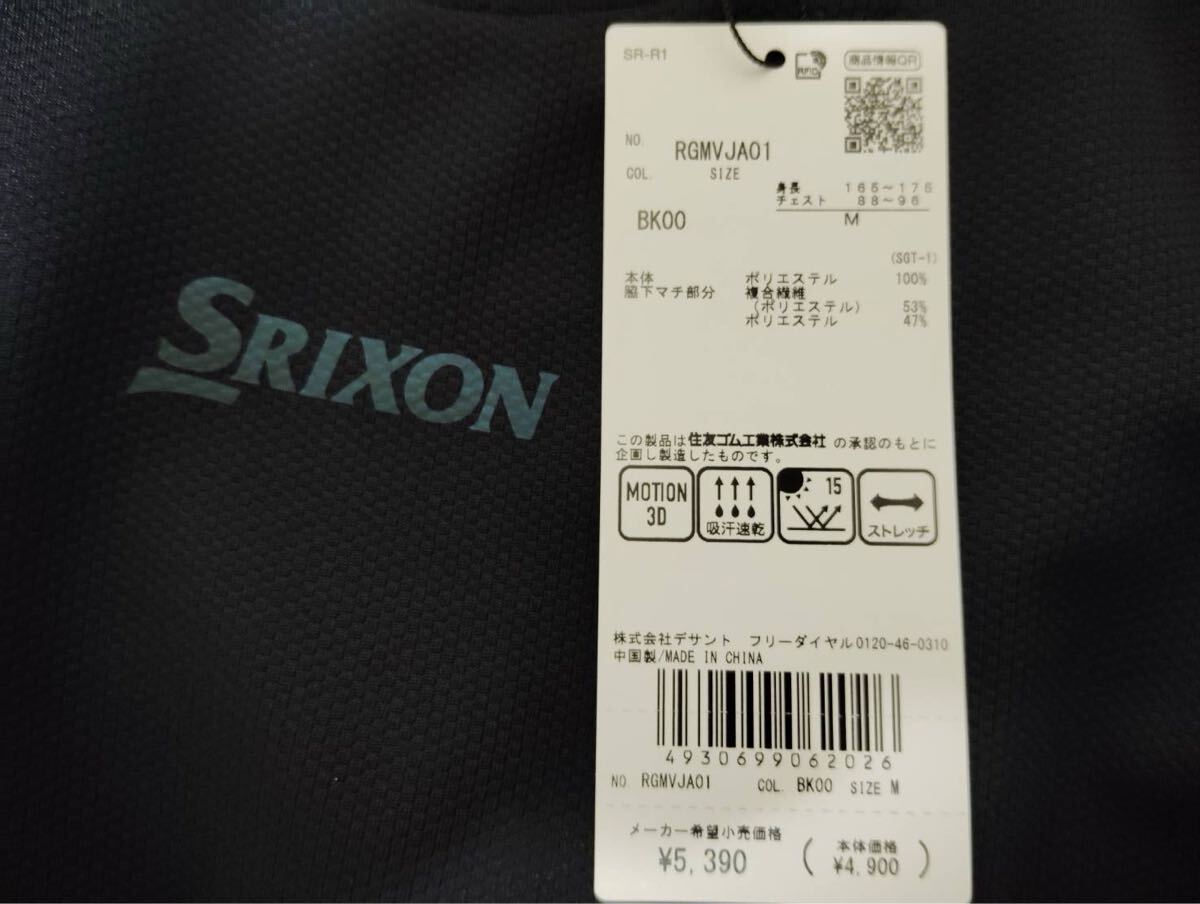 SRIXON
SR-R1
RFID
商品情報QR
NO. RGMVJA01
COL. SIZE
身長 165~175
チェスト 88~96
BK00 M
(SGT-1)
本体 ポリエステル 100%
脇下マチ部分 複合繊維
(ポリエステル) 53%
ポリエステル 47%
この製品は住友ゴム工業株式会社 の承認のもとに
企画し製造したものです。
MOTION
3D
吸汗速乾
15
ストレッチ
株式会社デサント フリーダイヤル0120-46-0310
中国製/MADE IN CHINA
4930699062026
NO. RGMVJA01 COL. BK00 SIZE M
メーカー希望小売価格
¥5,390
(本体価格
¥4,900)